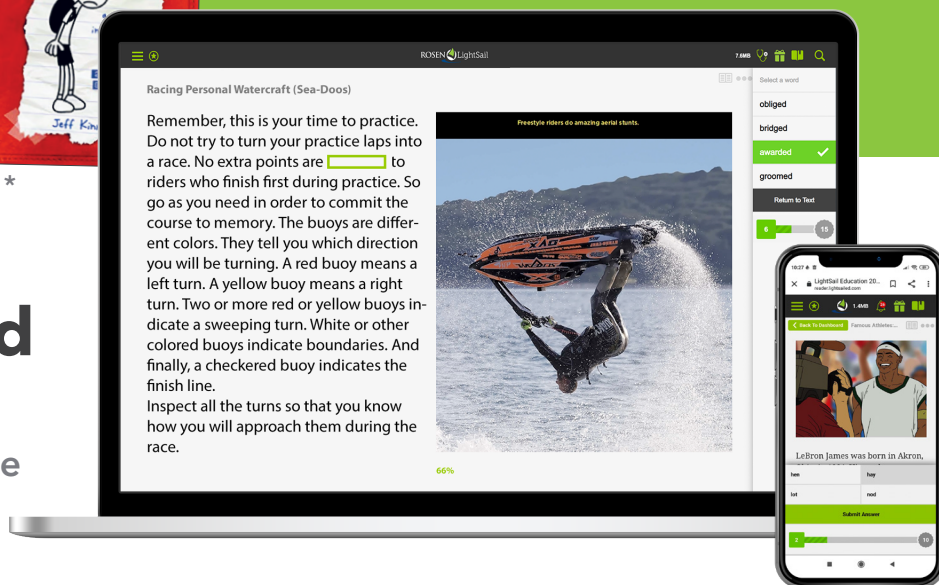 Jeff Kin
*
d
e
ROSEN LightSail
7.6MB
Racing Personal Watercraft (Sea-Doos)
Remember, this is your time to practice.
Do not try to turn your practice laps into
a race. No extra points are to
riders who finish first during practice. So
go as you need in order to commit the
course to memory. The buoys are differ-
ent colors. They tell you which direction
you will be turning. A red buoy means a
left turn. A yellow buoy means a right
turn. Two or more red or yellow buoys in-
dicate a sweeping turn. White or other
colored buoys indicate boundaries. And
finally, a checkered buoy indicates the
finish line.
Inspect all the turns so that you know
how you will approach them during the
race.
Freestyle riders do amazing aerial stunts.
66%
Select a word
obliged
bridged
awarded
groomed
Return to Text
6 15
10:27
LightSail Education 20...
reader.lightsailed.com
1.4MB
Back To Dashboard Famous Athletes:...
LeBron James was born in Akron,
hen hay
lot nod
Submit Answer
3 10